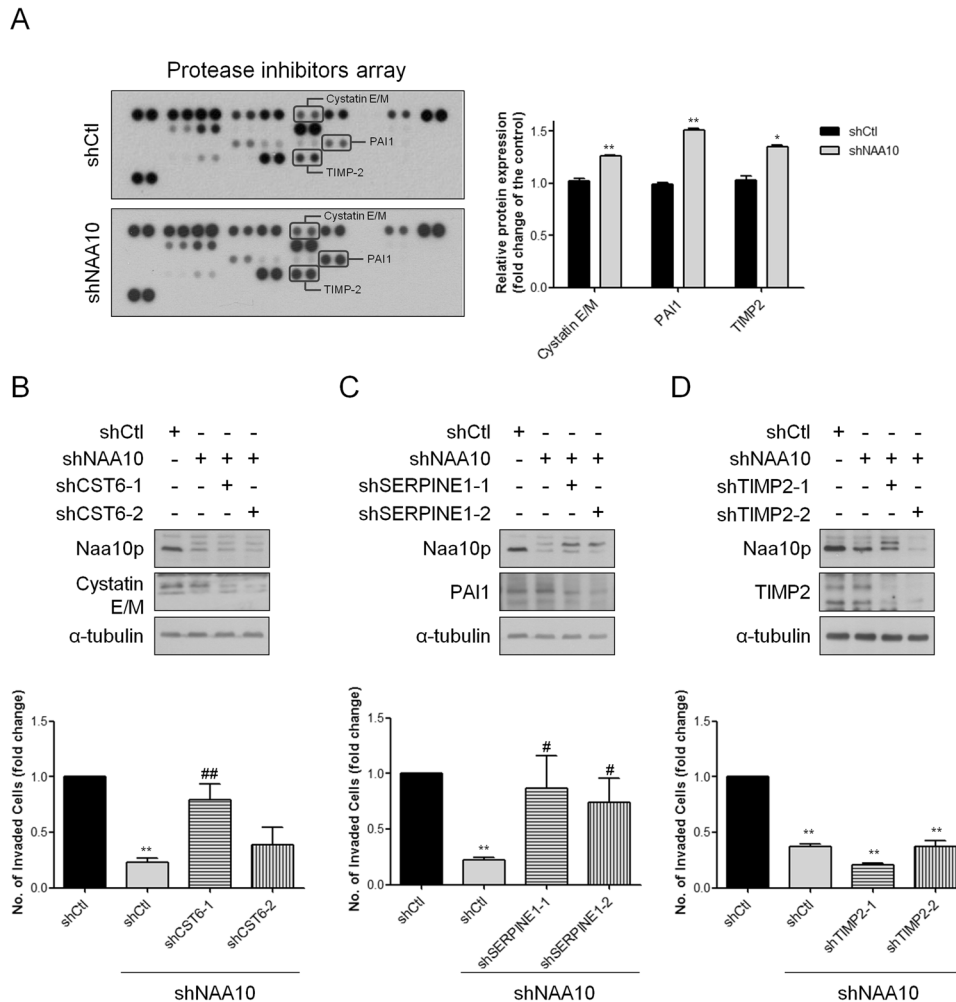 A
Protease inhibitors array
shCtl
Cystatin E/M
PAI1
TIMP-2
shNAA10
Cystatin E/M
PAI1
TIMP-2
Relative protein expression
(fold change of the control)
1.5
1.0
0.5
0.0
**
**
*
shCtl
shNAA10
Cystatin E/M
PAI1
TIMP2
B
shCtl + - - -
shNAA10 - + + +
shCST6-1 - - + -
shCST6-2 - - - +
Naa10p
Cystatin
E/M
α-tubulin
No. of Invaded Cells (fold change)
1.5
1.0
0.5
0.0
**
##
shCtl
shCtl
shCST6-1
shCST6-2
shNAA10
C
shCtl + - - -
shNAA10 - + + +
shSERPINE1-1 - - + -
shSERPINE1-2 - - - +
Naa10p
PAI1
α-tubulin
No. of Invaded Cells (fold change)
1.5
1.0
0.5
0.0
**
#
#
shCtl
shCtl
shSERPINE1-1
shSERPINE1-2
shNAA10
D
shCtl + - - -
shNAA10 - + + +
shTIMP2-1 - - + -
shTIMP2-2 - - - +
Naa10p
TIMP2
α-tubulin
No. of Invaded Cells (fold change)
1.5
1.0
0.5
0.0
**
**
**
shCtl
shCtl
shTIMP2-1
shTIMP2-2
shNAA10